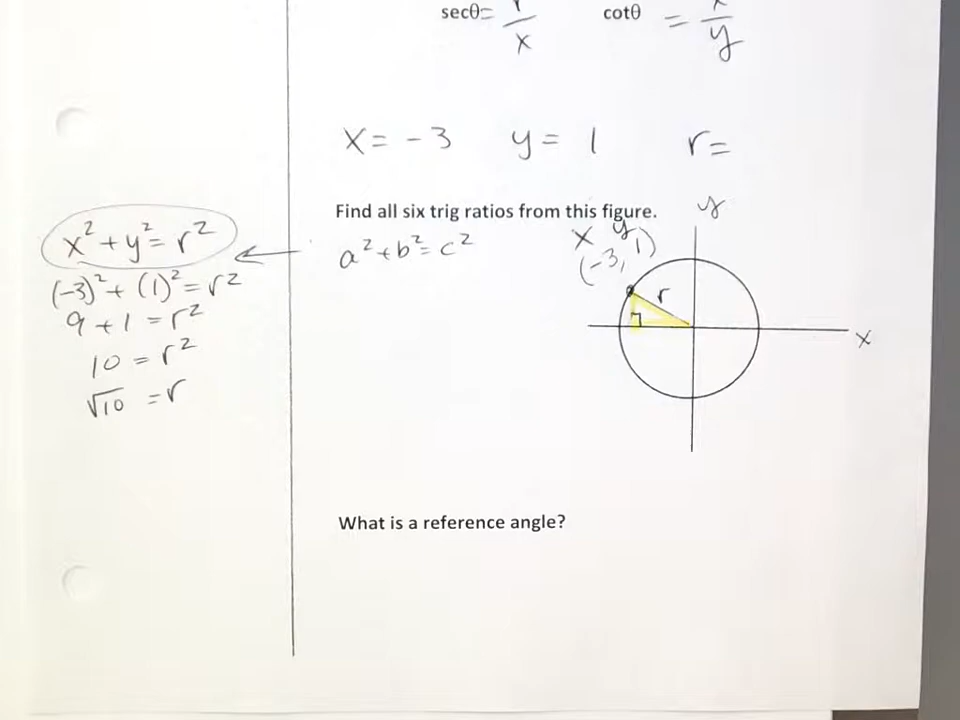 secθ= r/x cotθ = x/y
x = -3 y = 1 r =
Find all six trig ratios from this figure.
a² + b² = c²
x y
(-3, 1)
r
y
x
x² + y² = r²
(-3)² + (1)² = r²
9 + 1 = r²
10 = r²
√10 = r
What is a reference angle?